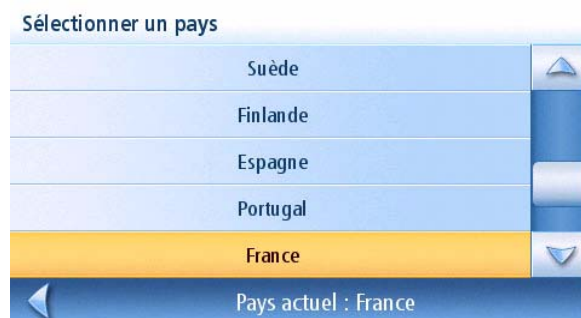 Sélectionner un pays
Suède
Finlande
Espagne
Portugal
France
Pays actuel : France